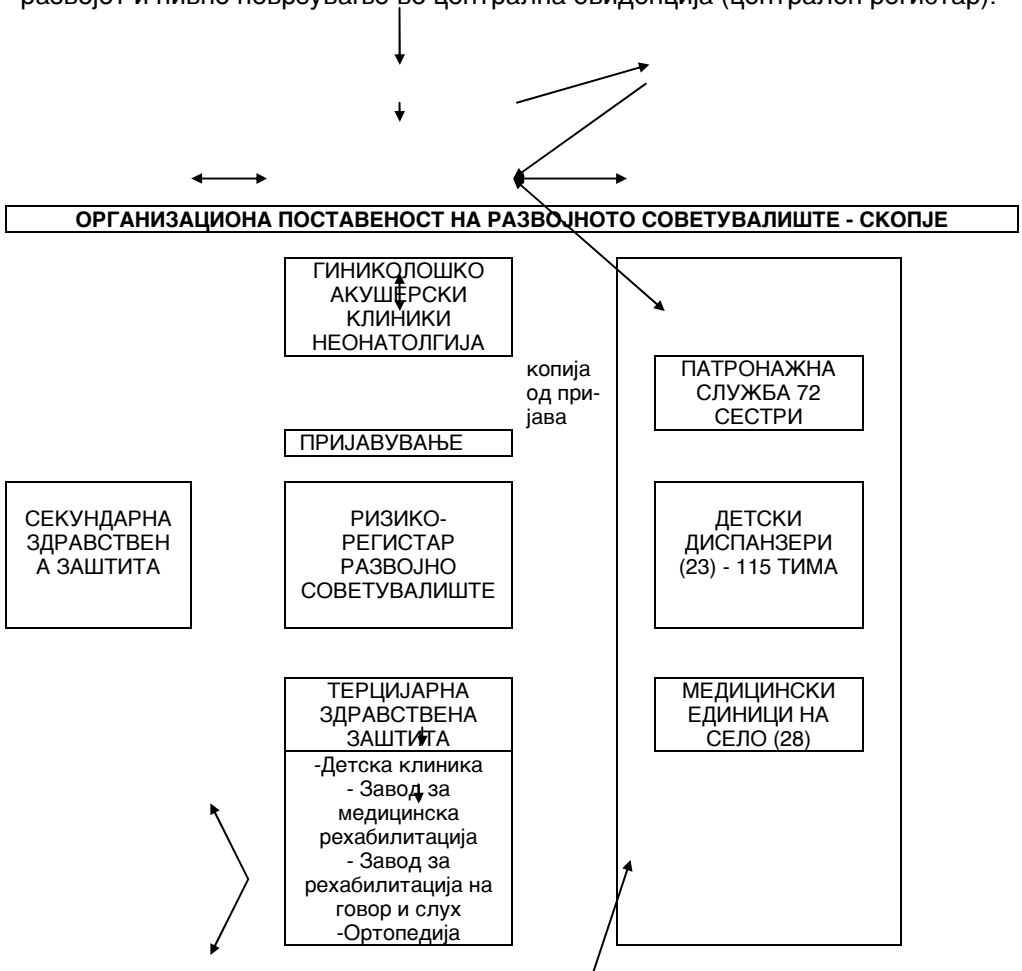 развојот и нивно поврзување во централна евиденција (централен регистар).
ОРГАНИЗАЦИОНА ПОСТАВЕНОСТ НА РАЗВОЈНОТО СОВЕТУВАЛИШТЕ - СКОПЈЕ
ГИНИКОЛОШКО
АКУШЕРСКИ
КЛИНИКИ
НЕОНАТОЛГИЈА
копија
од при-
јава
ПАТРОНАЖНА
СЛУЖБА 72
СЕСТРИ
ПРИЈАВУВАЊЕ
СЕКУНДАРНА
ЗДРАВСТВЕН
А ЗАШТИТА
РИЗИКО-
РЕГИСТАР
РАЗВОЈНО
СОВЕТУВАЛИШТЕ
ДЕТСКИ
ДИСПАНЗЕРИ
(23) - 115 ТИМА
ТЕРЦИЈАРНА
ЗДРАВСТВЕНА
ЗАШТИТА
МЕДИЦИНСКИ
ЕДИНИЦИ НА
СЕЛО (28)
-Детска клиника
- Завод за
медицинска
рехабилитација
- Завод за
рехабилитација на
говор и слух
-Ортопедија